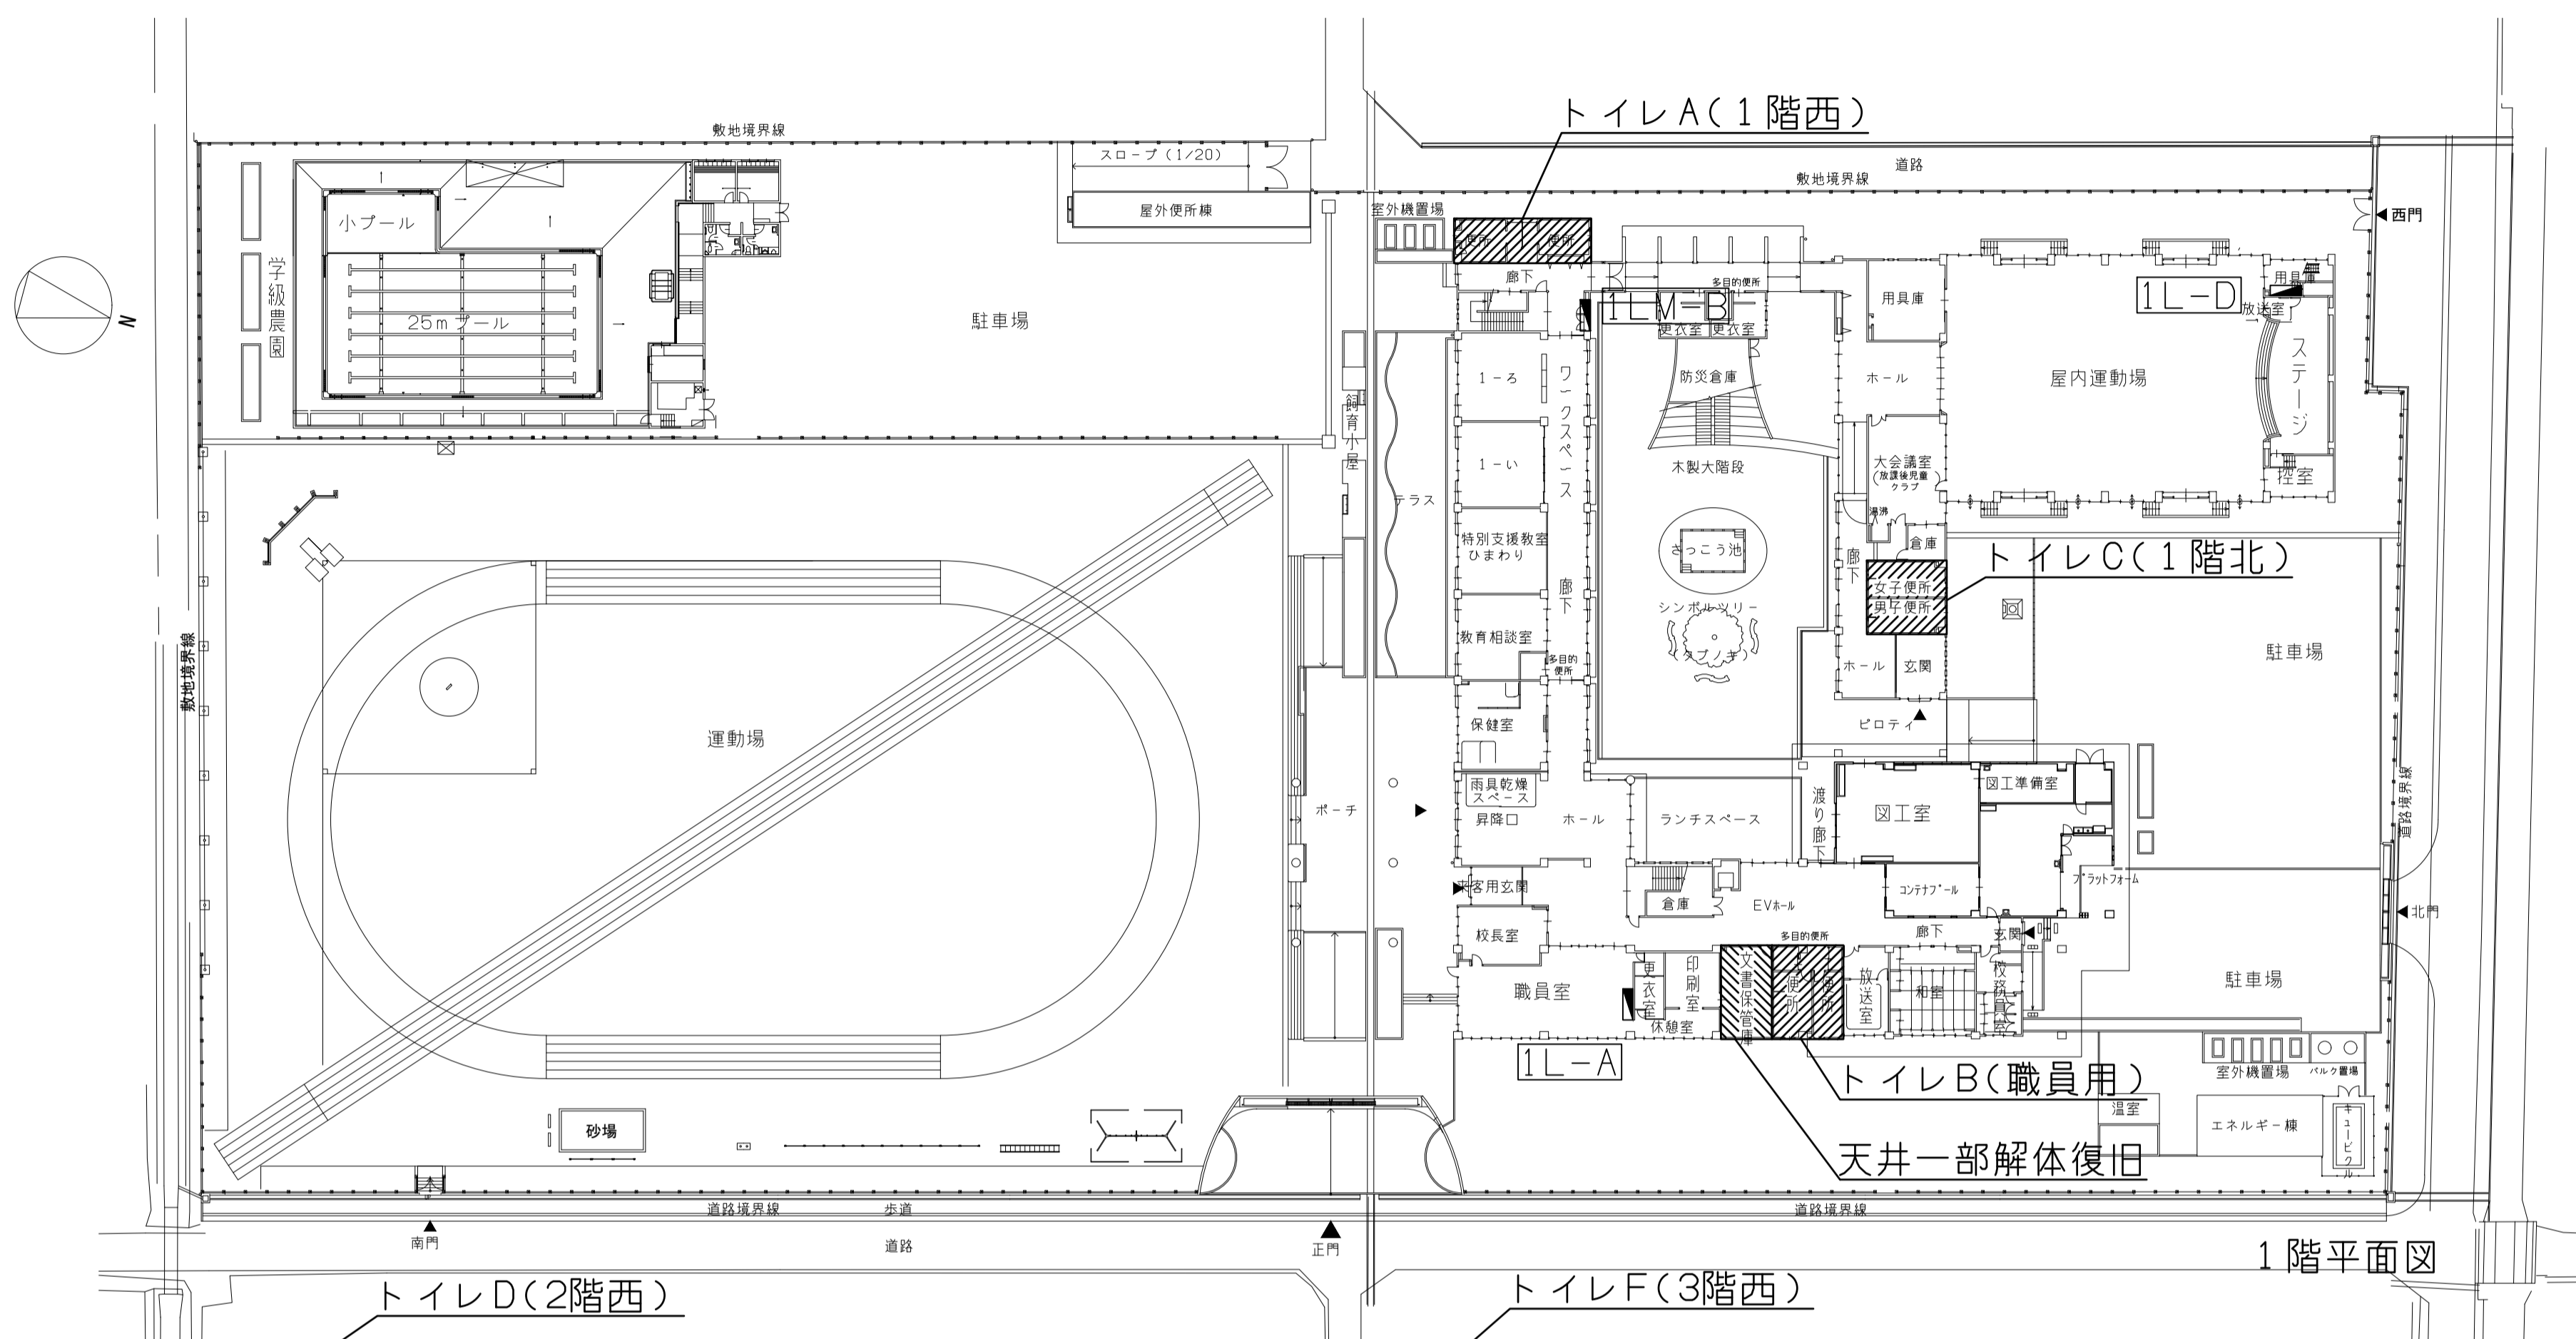 トイレA(1階西)
敷地境界線
スロープ(1/20)
道路
敷地境界線
屋外便所棟
室外機置場
西門
小プール
便所
便所
廊下
多目的便所
1LM=B
1L-D
用具庫
用具庫
放送室
学級農園
25mプール
駐車場
更衣室
更衣室
ステージ
1-ろ
ワークスペース
防災倉庫
ホール
屋内運動場
飼育小屋
1-い
木製大階段
大会議室
(放課後児童
クラブ)
控室
テラス
湯沸
特別支援教室
ひまわり
さっこう池
倉庫
廊下
トイレC(1階北)
廊下
女子便所
男子便所
シンボルツリー
(タブノキ)
教育相談室
多目的
便所
ホール
玄関
駐車場
敷地境界線
保健室
ピロティ
運動場
雨具乾燥
スペース
図工準備室
道路境界線
ポーチ
昇降口
ホール
ランチスペース
渡り廊下
図工室
来客用玄関
コンテナプール
プラットフォーム
倉庫
EVホール
北門
校長室
多目的便所
廊下
玄関
職員室
更衣室
印刷室
休憩室
文書保管庫
便所
便所
放送室
和室
校務員室
駐車場
1L-A
トイレB(職員用)
室外機置場
バルク置場
温室
エネルギー棟
キュービクル
砂場
天井一部解体復旧
道路境界線
歩道
道路境界線
南門
道路
正門
1階平面図
トイレD(2階西)
トイレF(3階西)
N